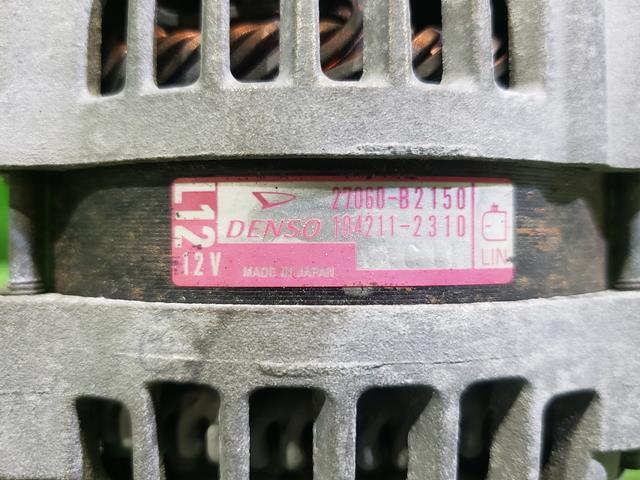 L12
12V
27060-B2150
DENSO 104211-2310
MADE IN JAPAN
LIN